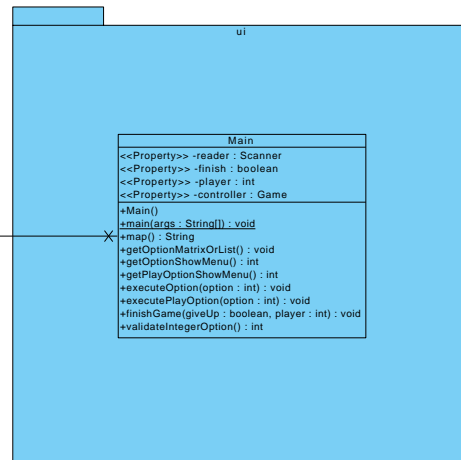 ui
Main
<<Property>> -reader : Scanner
<<Property>> -finish : boolean
<<Property>> -player : int
<<Property>> -controller : Game
+Main()
+main(args : String[]) : void
+map() : String
+getOptionMatrixOrList() : void
+getOptionShowMenu() : int
+getPlayOptionShowMenu() : int
+executeOption(option : int) : void
+executePlayOption(option : int) : void
+finishGame(giveUp : boolean, player : int) : void
+validateIntegerOption() : int